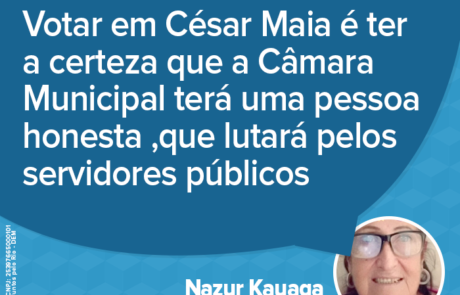 Votar em César Maia é ter
a certeza que a Câmara
Municipal terá uma pessoa
honesta ,que lutará pelos
servidores públicos
Nazur Kauaga